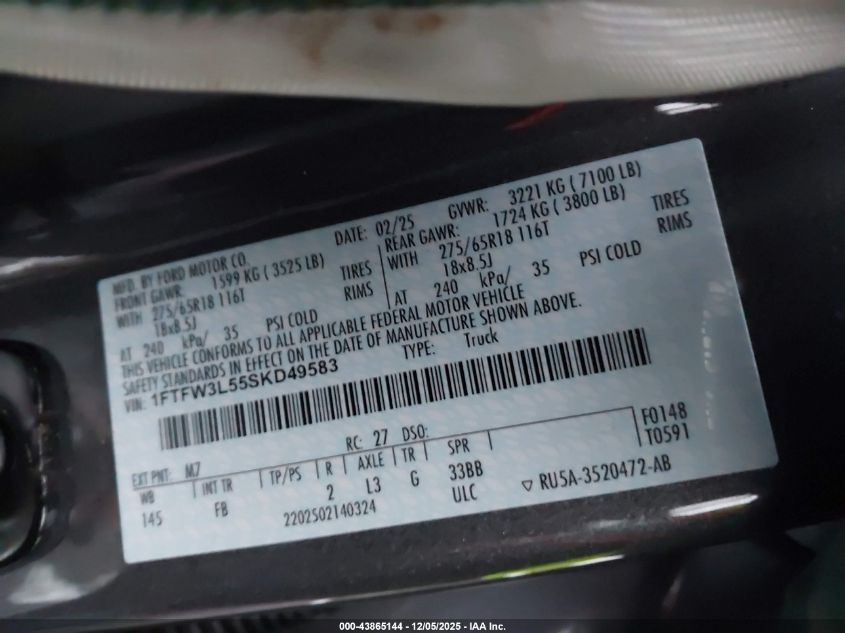 MFD. BY FORD MOTOR CO.
DATE: 02/25 GVWR: 3221 KG ( 7100 LB)
FRONT GAWR: 1599 KG ( 3525 LB)
REAR GAWR: 1724 KG ( 3800 LB)
WITH 275/65R18 116T TIRES
WITH 275/65R18 116T TIRES
18x8.5J RIMS
18x8.5J RIMS
AT 240 kPa/ 35 PSI COLD
AT 240 kPa/ 35 PSI COLD
THIS VEHICLE CONFORMS TO ALL APPLICABLE FEDERAL MOTOR VEHICLE
SAFETY STANDARDS IN EFFECT ON THE DATE OF MANUFACTURE SHOWN ABOVE.
VIN: 1FTFW3L55SKD49583 TYPE: Truck
EXT PNT: M7 RC: 27 DSO: F0148
WB INT TR TP/PS R AXLE TR SPR T0591
145 FB 2 L3 G 33BB
2202502140324 ULC ▽ RU5A-3520472-AB
000-43865144 - 12/05/2025 - IAA Inc.